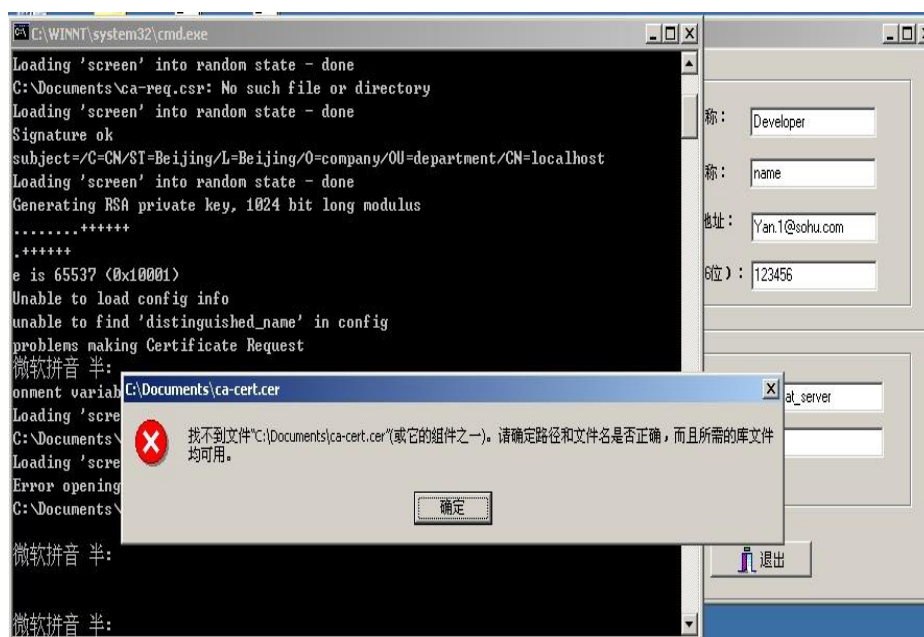 C:\WINNT\system32\cmd.exe
Loading 'screen' into random state - done
C:\Documents\ca-req.csr: No such file or directory
Loading 'screen' into random state - done
Signature ok
subject=/C=CN/ST=Beijing/L=Beijing/O=company/OU=department/CN=localhost
Loading 'screen' into random state - done
Generating RSA private key, 1024 bit long modulus
........++++++
.++++++
e is 65537 (0x10001)
Unable to load config info
unable to find 'distinguished_name' in config
problems making Certificate Request
微软拼音 半:
onment variab
Loading 'scre
C:\Documents\
Loading 'scre
Error opening
C:\Documents\
微软拼音 半:
微软拼音 半:
C:\Documents\ca-cert.cer
找不到文件"C:\Documents\ca-cert.cer"(或它的组件之一)。请确定路径和文件名是否正确，而且所需的库文件
均可用。
确定
称： Developer
称： name
地址： Yan.1@sohu.com
6位)： 123456
at_server
退出